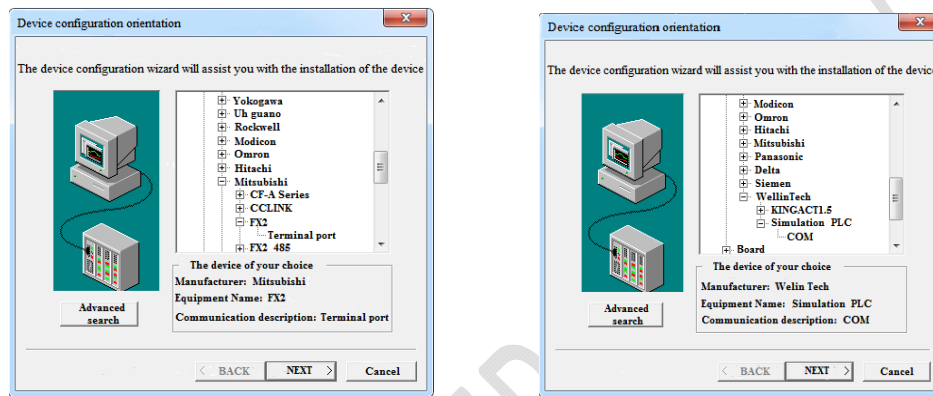 Device configuration orientation
The device configuration wizard will assist you with the installation of the device
Yokogawa
Uh guano
Rockwell
Modicon
Omron
Hitachi
Mitsubishi
CF-A Series
CCLINK
FX2
Terminal port
FX2 485
The device of your choice
Manufacturer: Mitsubishi
Equipment Name: FX2
Communication description: Terminal port
Advanced
search
< BACK
NEXT >
Cancel
Device configuration orientation
The device configuration wizard will assist you with the installation of the devic
Modicon
Omron
Hitachi
Mitsubishi
Panasonic
Delta
Siemen
WellinTech
KINGACT1.5
Simulation PLC
COM
Board
The device of your choice
Manufacturer: Welin Tech
Equipment Name: Simulation PLC
Communication description: COM
Advanced
search
< BACK
NEXT >
Cancel